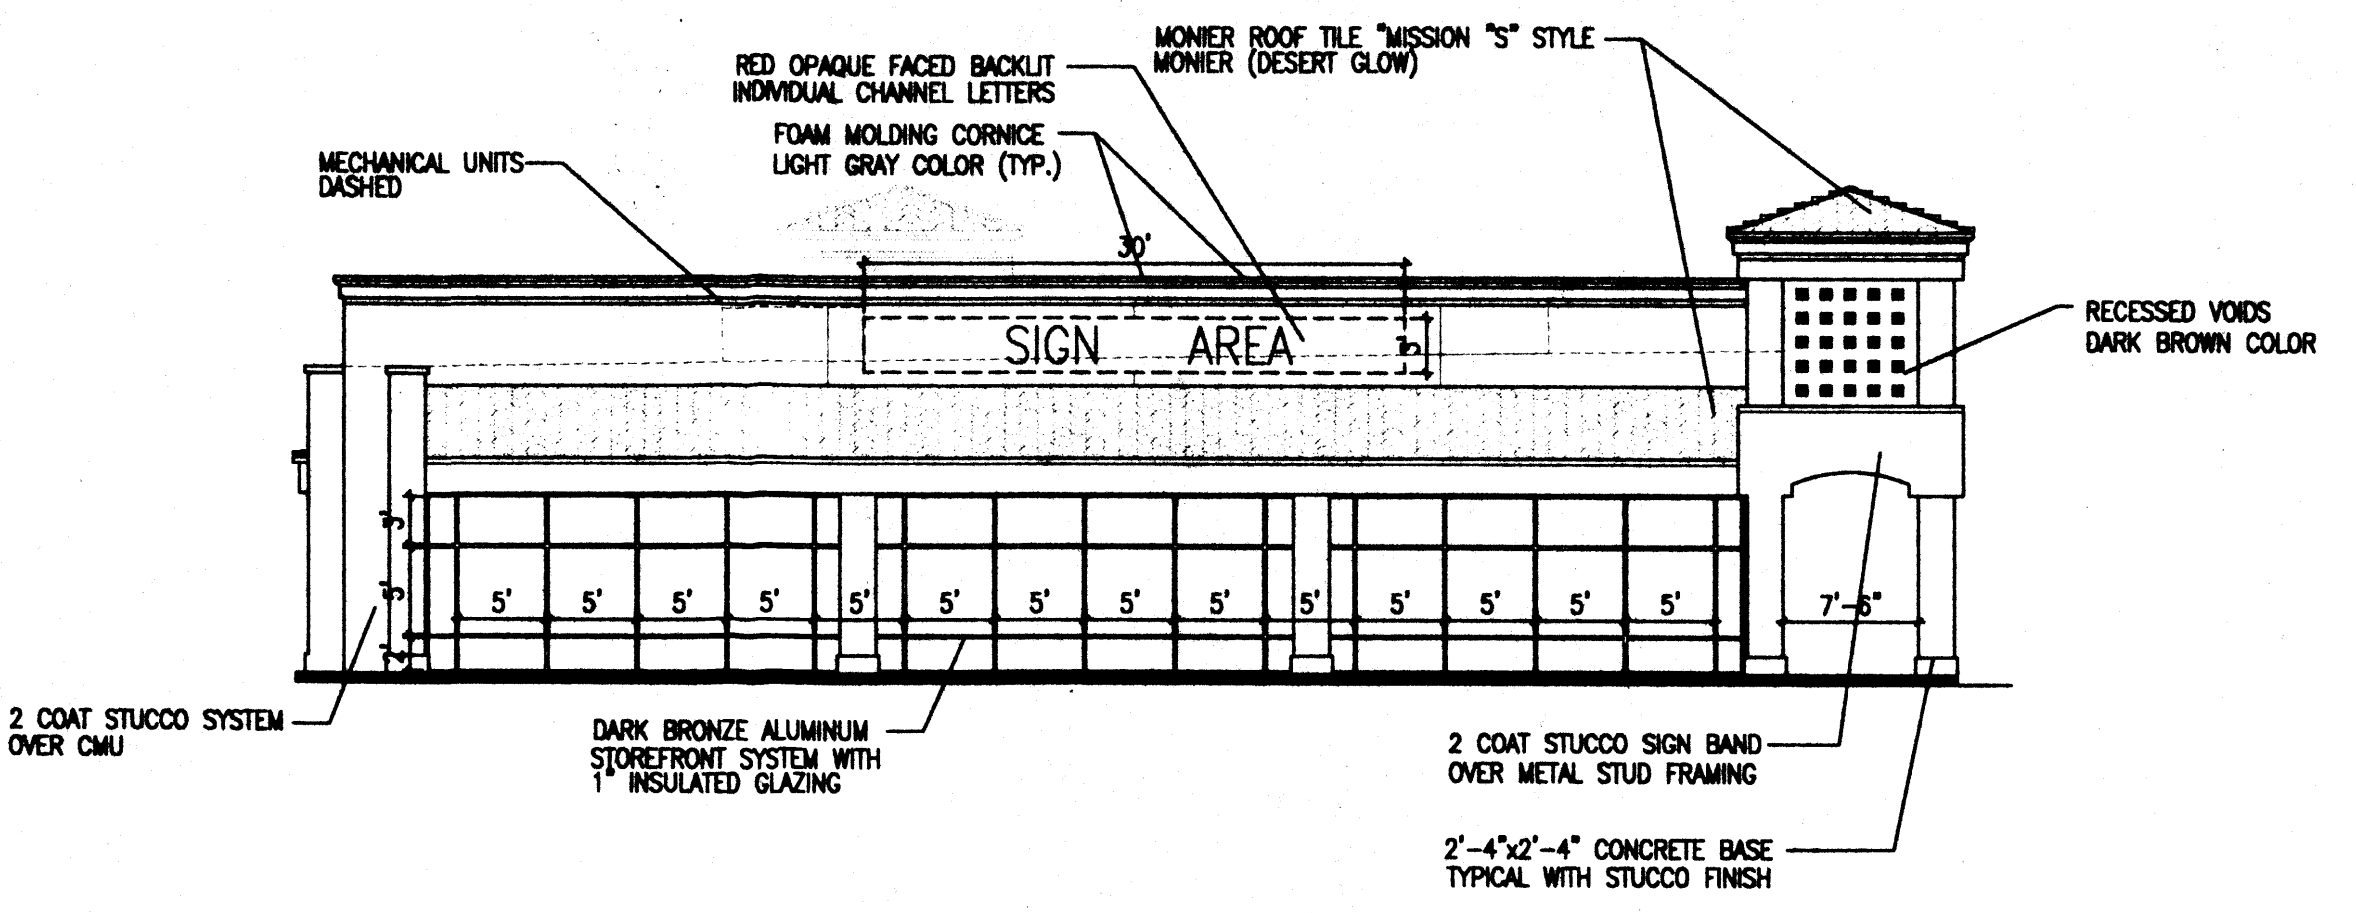 MONIER ROOF TILE "MISSION "S" STYLE
MONIER (DESERT GLOW)
RED OPAQUE FACED BACKLIT
INDIVIDUAL CHANNEL LETTERS
FOAM MOLDING CORNICE
LIGHT GRAY COLOR (TYP.)
MECHANICAL UNITS
DASHED
30'
RECESSED VOIDS
DARK BROWN COLOR
SIGN AREA
3'
3'
5'
2'
5' 5' 5' 5' 5' 5' 5' 5' 5' 5' 5' 5' 5' 5' 7'-6"
2 COAT STUCCO SYSTEM
OVER CMU
DARK BRONZE ALUMINUM
STOREFRONT SYSTEM WITH
1" INSULATED GLAZING
2 COAT STUCCO SIGN BAND
OVER METAL STUD FRAMING
2'-4"x2'-4" CONCRETE BASE
TYPICAL WITH STUCCO FINISH